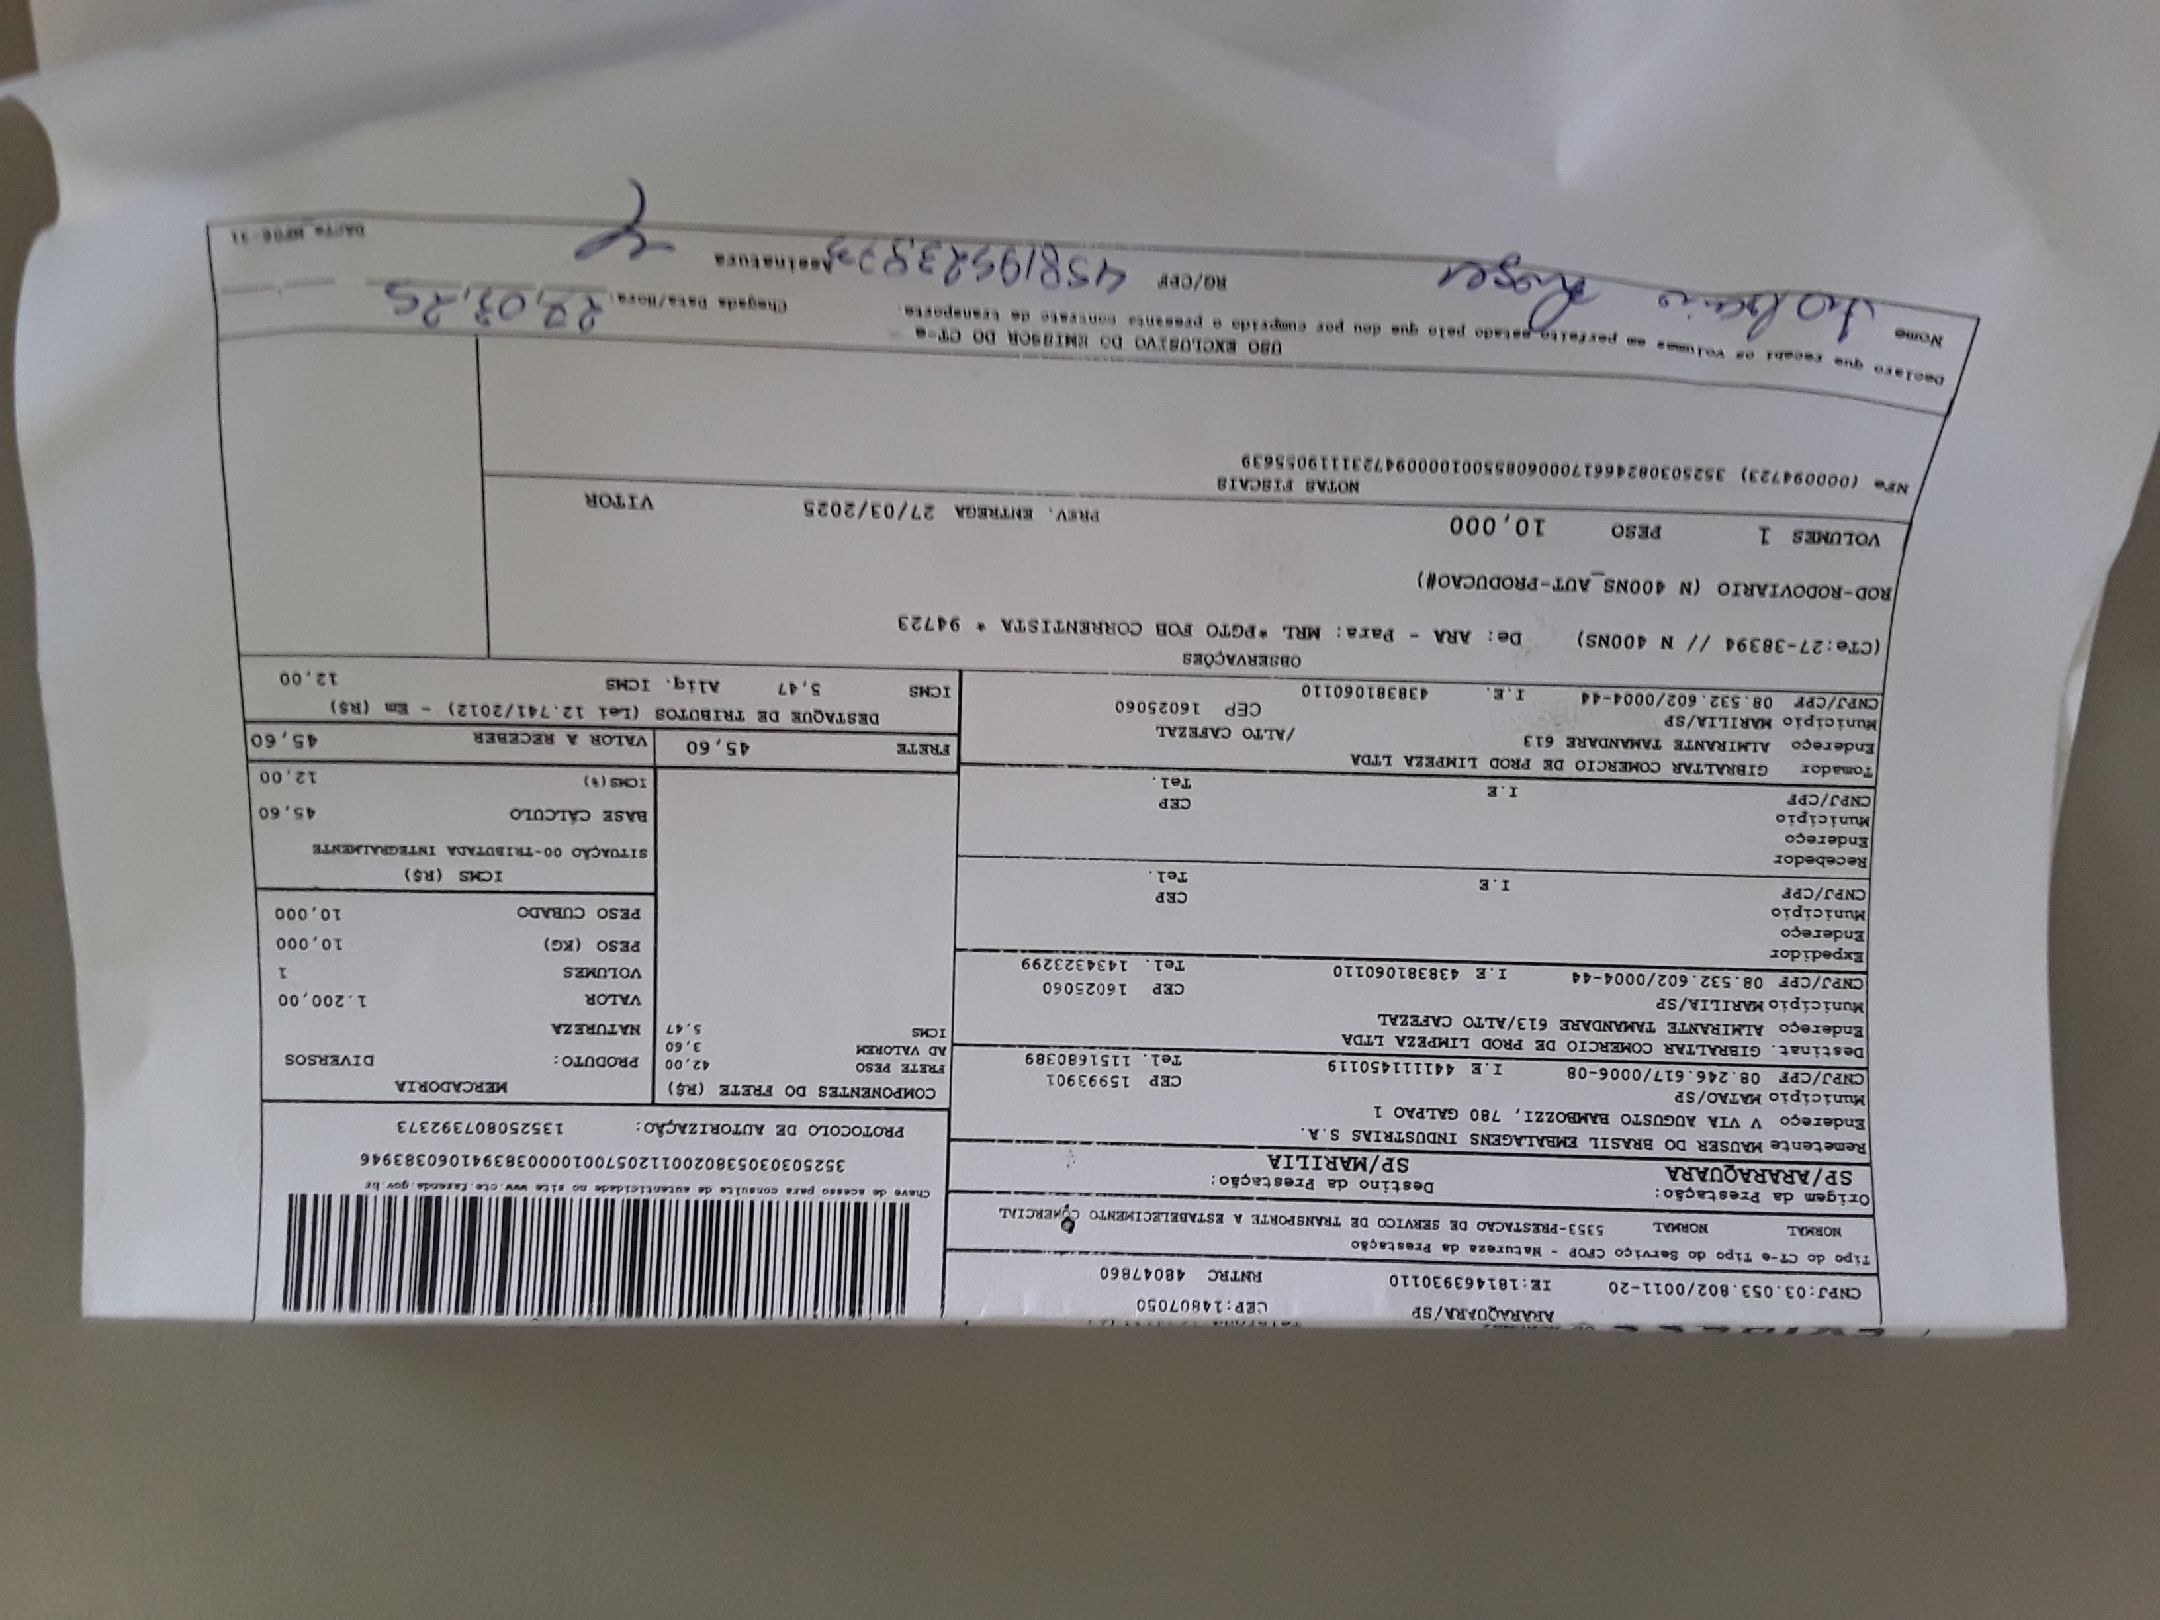 ARARAQUARA/SP CEP:14807050
CNPJ:03.053.802/0011-20 IE:181463930110 RNTRC 48047860
Tipo do CT-e Tipo do Serviço CFOP - Natureza da Prestação
NORMAL NORMAL 5353-PRESTACAO DE SERVICO DE TRANSPORTE A ESTABELECIMENTO COMERCIAL
Origem da Prestação: Destino da Prestação:
SP/ARARAQUARA SP/MARILIA
Remetente MAUSER DO BRASIL EMBALAGENS INDUSTRIAS S.A.
Endereço V VIA AUGUSTO BAMBOZZI, 780 GALPAO 1
Município MATAO/SP CEP 15993901
CNPJ/CPF 08.246.617/0006-08 I.E 441111450119 Tel. 1151680389
Destinat. GIBRALTAR COMERCIO DE PROD LIMPEZA LTDA
Endereço ALMIRANTE TAMANDARE 613/ALTO CAFEZAL
Município MARILIA/SP CEP 16025060
CNPJ/CPF 08.532.602/0004-44 I.E 438381060110 Tel. 1434323299
Expedidor
Endereço
Município CEP
CNPJ/CPF I.E Tel.
Recebedor
Endereço
Município CEP
CNPJ/CPF I.E Tel.
Tomador GIBRALTAR COMERCIO DE PROD LIMPEZA LTDA
Endereço ALMIRANTE TAMANDARE 613 /ALTO CAFEZAL
Município MARILIA/SP CEP 16025060
CNPJ/CPF 08.532.602/0004-44 I.E. 438381060110
Chave de acesso para consulta de autenticidade no site www.cte.fazenda.gov.br
35250303053802001120570010000383941060383946
PROTOCOLO DE AUTORIZAÇÃO: 135250807392373
COMPONENTES DO FRETE (R$)
FRETE PESO 42,00
AD VALOREM 3,60
ICMS 5,47
MERCADORIA
PRODUTO: DIVERSOS
NATUREZA
VALOR 1.200,00
VOLUMES 1
PESO (KG) 10,000
PESO CUBADO 10,000
ICMS (R$)
SITUAÇÃO 00-TRIBUTADA INTEGRALMENTE
BASE CÁLCULO 45,60
ICMS(%) 12,00
FRETE 45,60 VALOR A RECEBER 45,60
DESTAQUE DE TRIBUTOS (Lei 12.741/2012) - Em (R$)
ICMS 5,47 Aliq. ICMS 12,00
OBSERVAÇÕES
(CTe:27-38394 // N 400NS) De: ARA - Para: MRL *PGTO FOB CORRENTISTA * 94723
ROD-RODOVIARIO (N 400NS_AUT-PRODUCAO#)
VOLUMES 1 PESO 10,000 PREV. ENTREGA 27/03/2025 VITOR
NOTAS FISCAIS
NFe (000094723) 35250308246617000608550010000947231111905563​9
USO EXCLUSIVO DO EMISSOR DO CT-e
Declaro que recebi os volumes em perfeito estado pelo que dou por cumprido o presente contrato de transporte.
Chegada Data/Hora: 27,03,25
Nome RG/CPF Assinatura